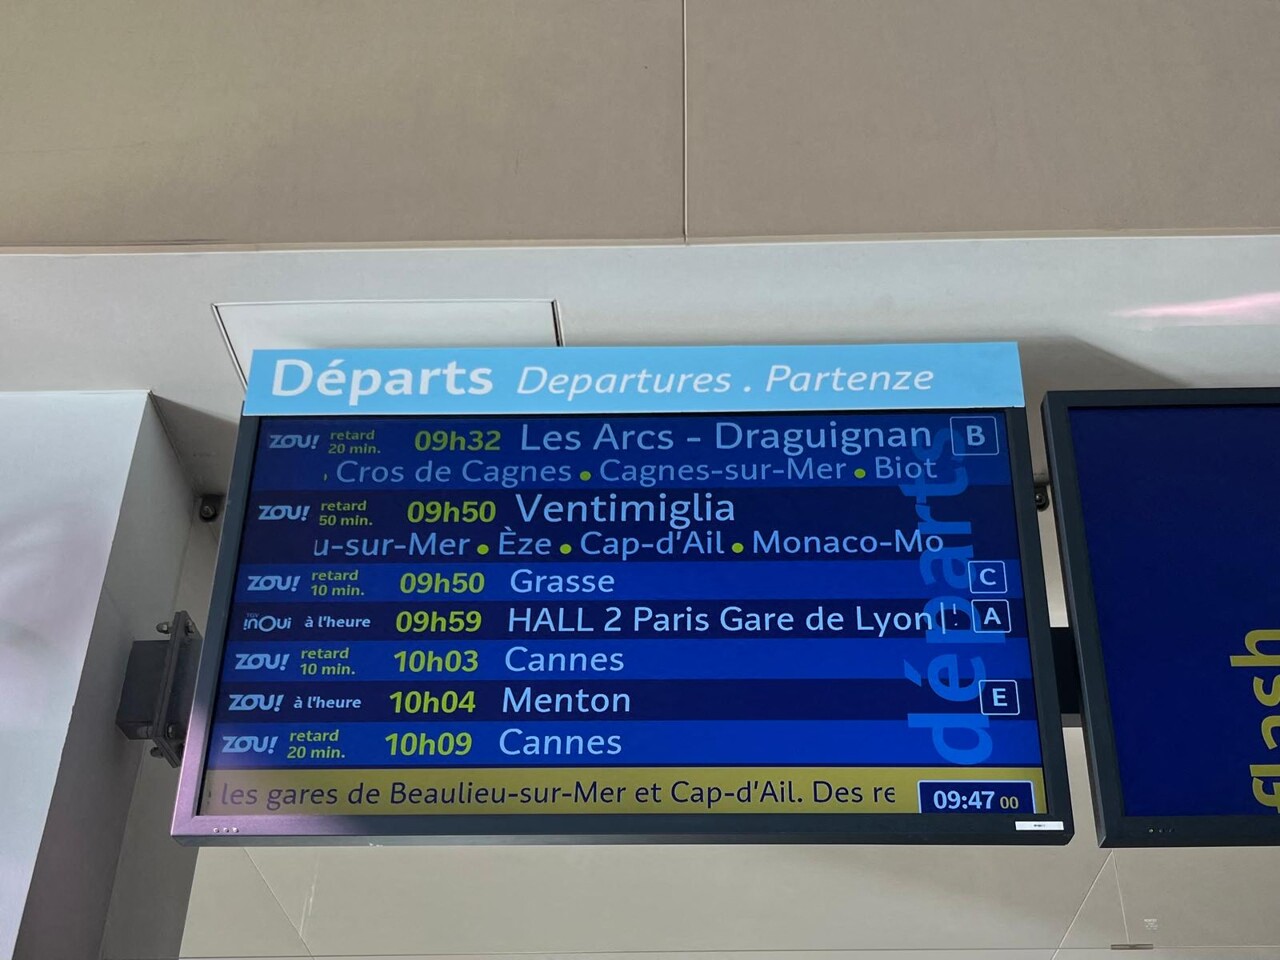 Départs Departures . Partenze
ZOU! retard 20 min. 09h32 Les Arcs - Draguignan B
Cros de Cagnes • Cagnes-sur-Mer • Biot
ZOU! retard 50 min. 09h50 Ventimiglia
u-sur-Mer • Èze • Cap-d'Ail • Monaco-Mo
ZOU! retard 10 min. 09h50 Grasse C
inOui à l'heure 09h59 HALL 2 Paris Gare de Lyon A
ZOU! retard 10 min. 10h03 Cannes
ZOU! à l'heure 10h04 Menton E
ZOU! retard 20 min. 10h09 Cannes
les gares de Beaulieu-sur-Mer et Cap-d'Ail. Des re 09:47 00
départs
flash